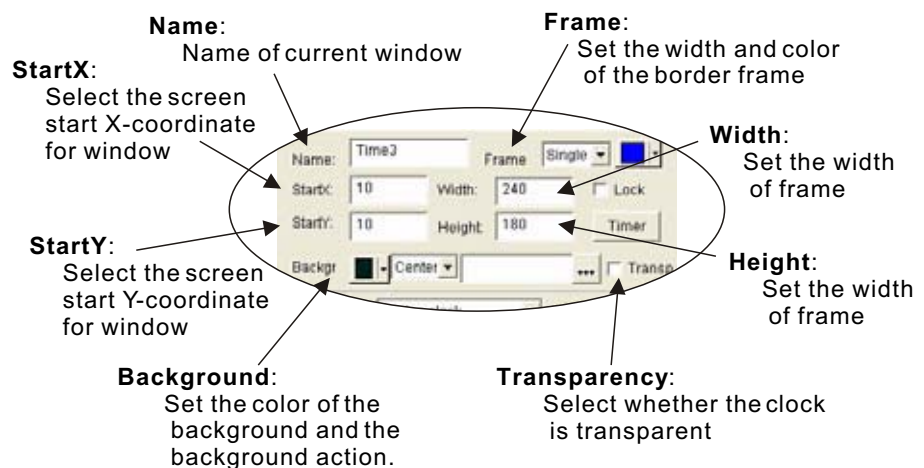 Name:
Name of current window
Frame:
Set the width and color
of the border frame
StartX:
Select the screen
start X-coordinate
for window
Width:
Set the width
of frame
Name:
Time3
Frame
Single
StartX:
10
Width:
240
Lock
StartY:
10
Height:
180
Timer
Backgr
Center
...
Transp
StartY:
Select the screen
start Y-coordinate
for window
Height:
Set the width
of frame
Background:
Set the color of the
background and the
background action.
Transparency:
Select whether the clock
is transparent